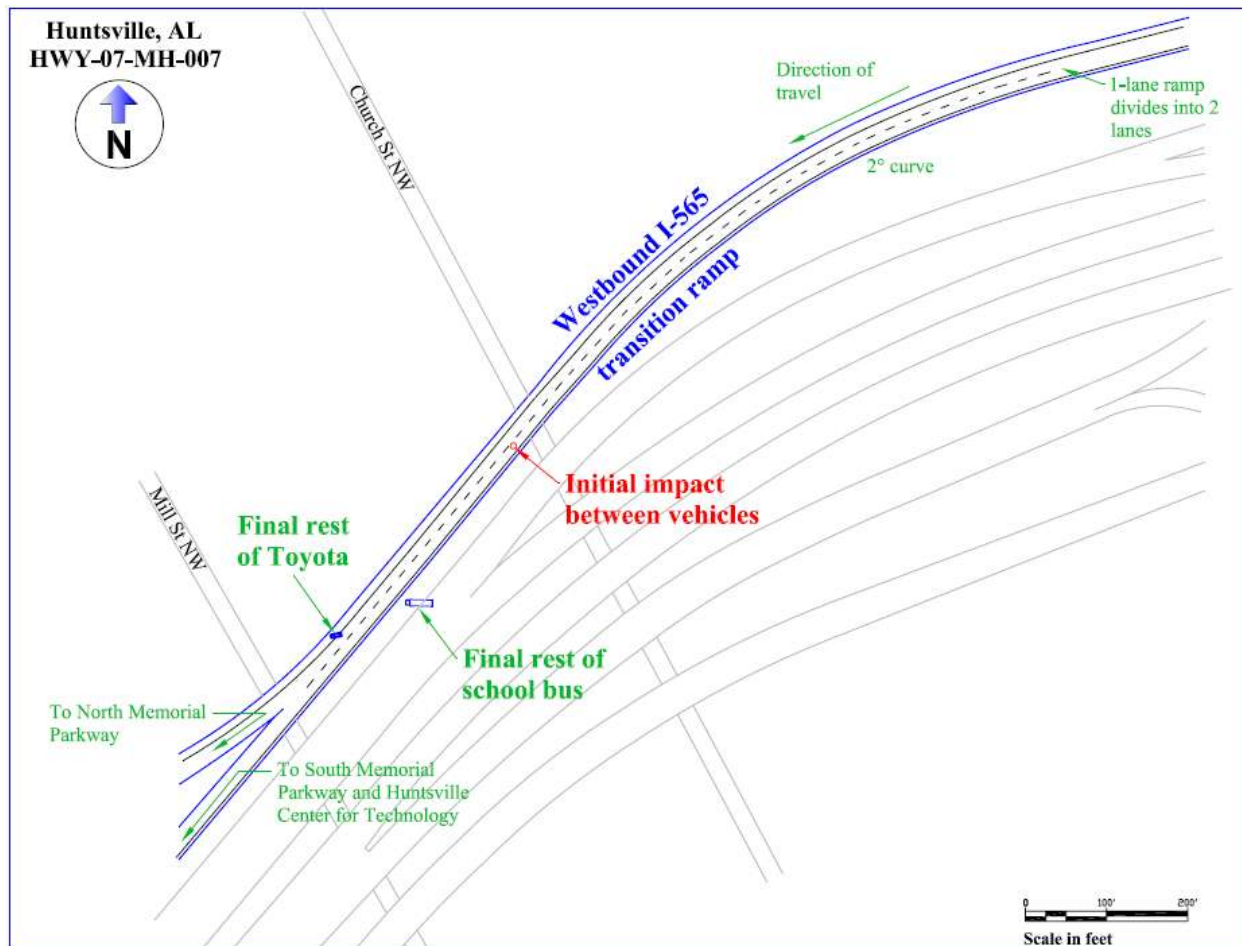 Huntsville, AL
HWY-07-MH-007
N
Church St NW
Direction of
travel
1-lane ramp
divides into 2
lanes
2° curve
Westbound I-565
transition ramp
Initial impact
between vehicles
Mill St NW
Final rest
of Toyota
Final rest of
school bus
To North Memorial
Parkway
To South Memorial
Parkway and Huntsville
Center for Technology
0 100' 200'
Scale in feet